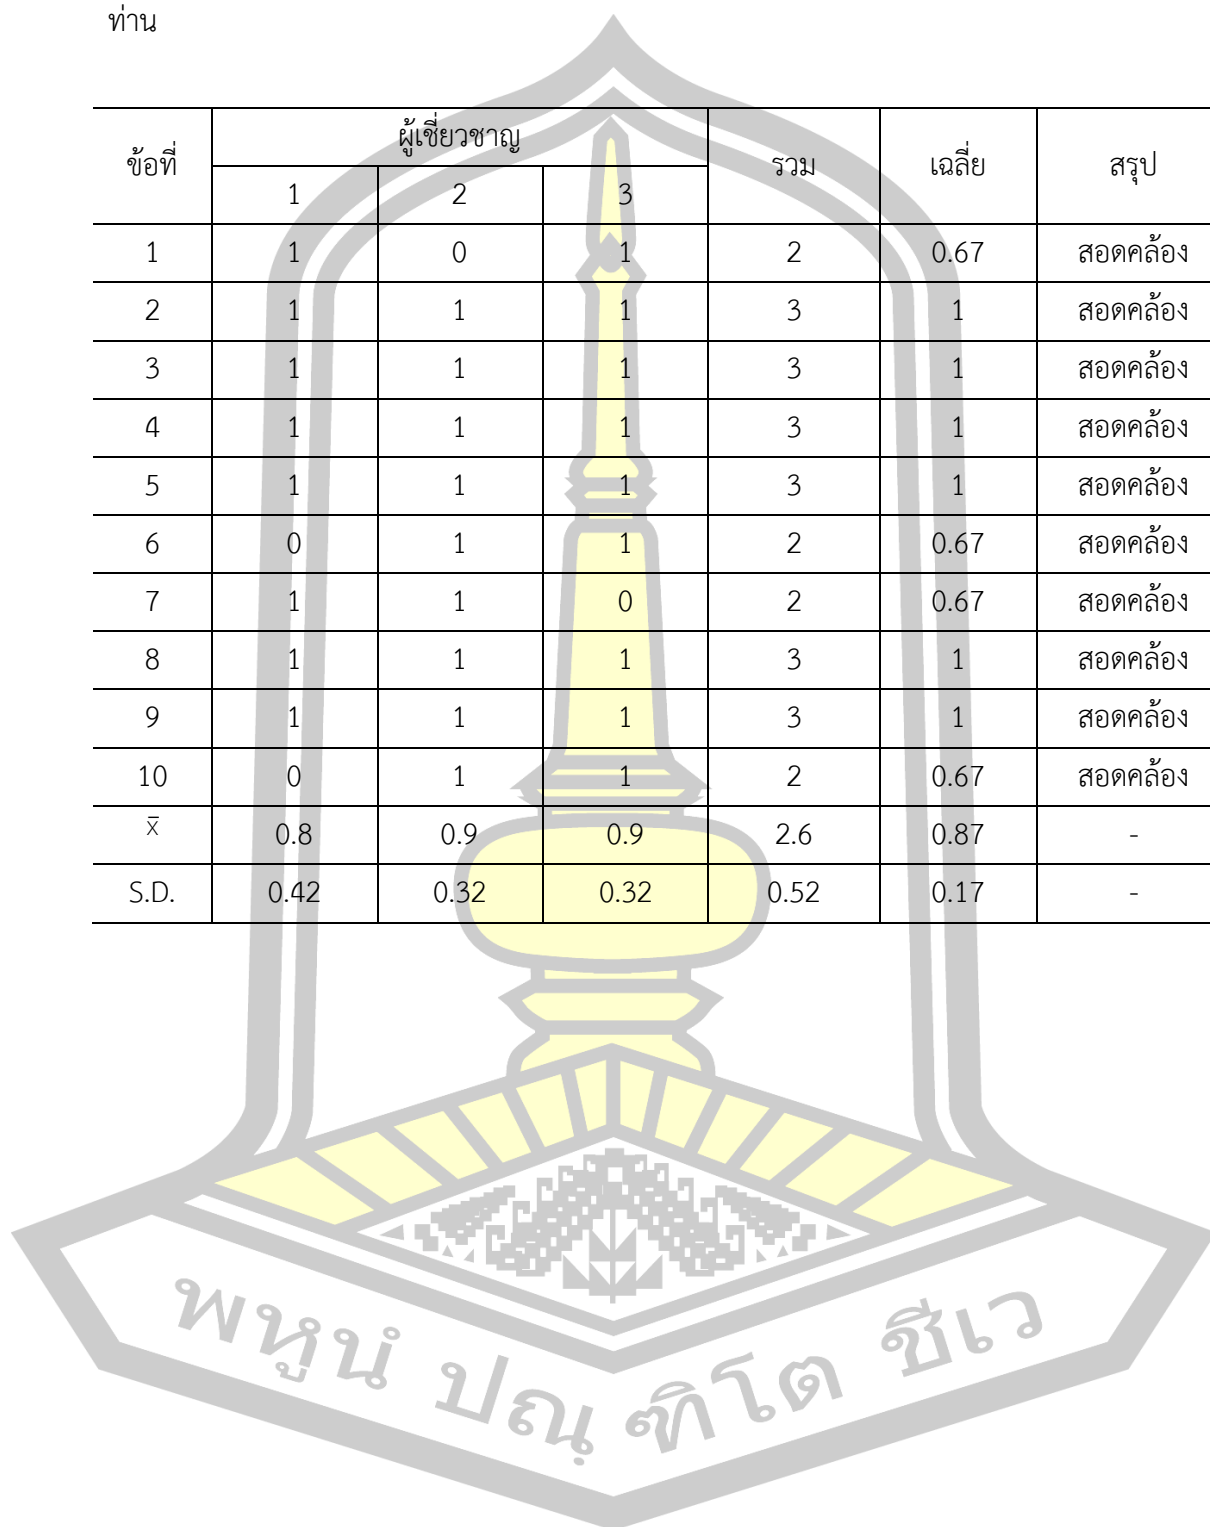 ท่าน
ข้อที่ ผู้เชี่ยวชาญ รวม เฉลี่ย สรุป
1 2 3
1 1 0 1 2 0.67 สอดคล้อง
2 1 1 1 3 1 สอดคล้อง
3 1 1 1 3 1 สอดคล้อง
4 1 1 1 3 1 สอดคล้อง
5 1 1 1 3 1 สอดคล้อง
6 0 1 1 2 0.67 สอดคล้อง
7 1 1 0 2 0.67 สอดคล้อง
8 1 1 1 3 1 สอดคล้อง
9 1 1 1 3 1 สอดคล้อง
10 0 1 1 2 0.67 สอดคล้อง
x̄ 0.8 0.9 0.9 2.6 0.87 -
S.D. 0.42 0.32 0.32 0.52 0.17 -
พหูนํ ปณฺฑิโต ชีเว